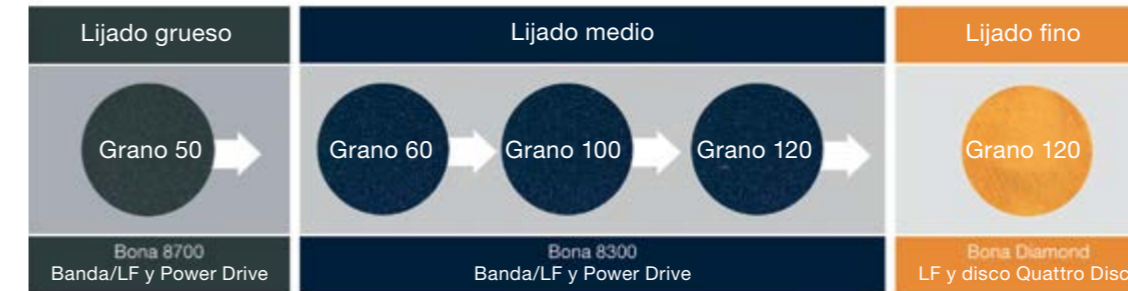 Lijado grueso
Lijado medio
Lijado fino
Grano 50
Grano 60
Grano 100
Grano 120
Grano 120
Bona 8700
Banda/LF y Power Drive
Bona 8300
Banda/LF y Power Drive
Bona Diamond
LF y disco Quattro Disc